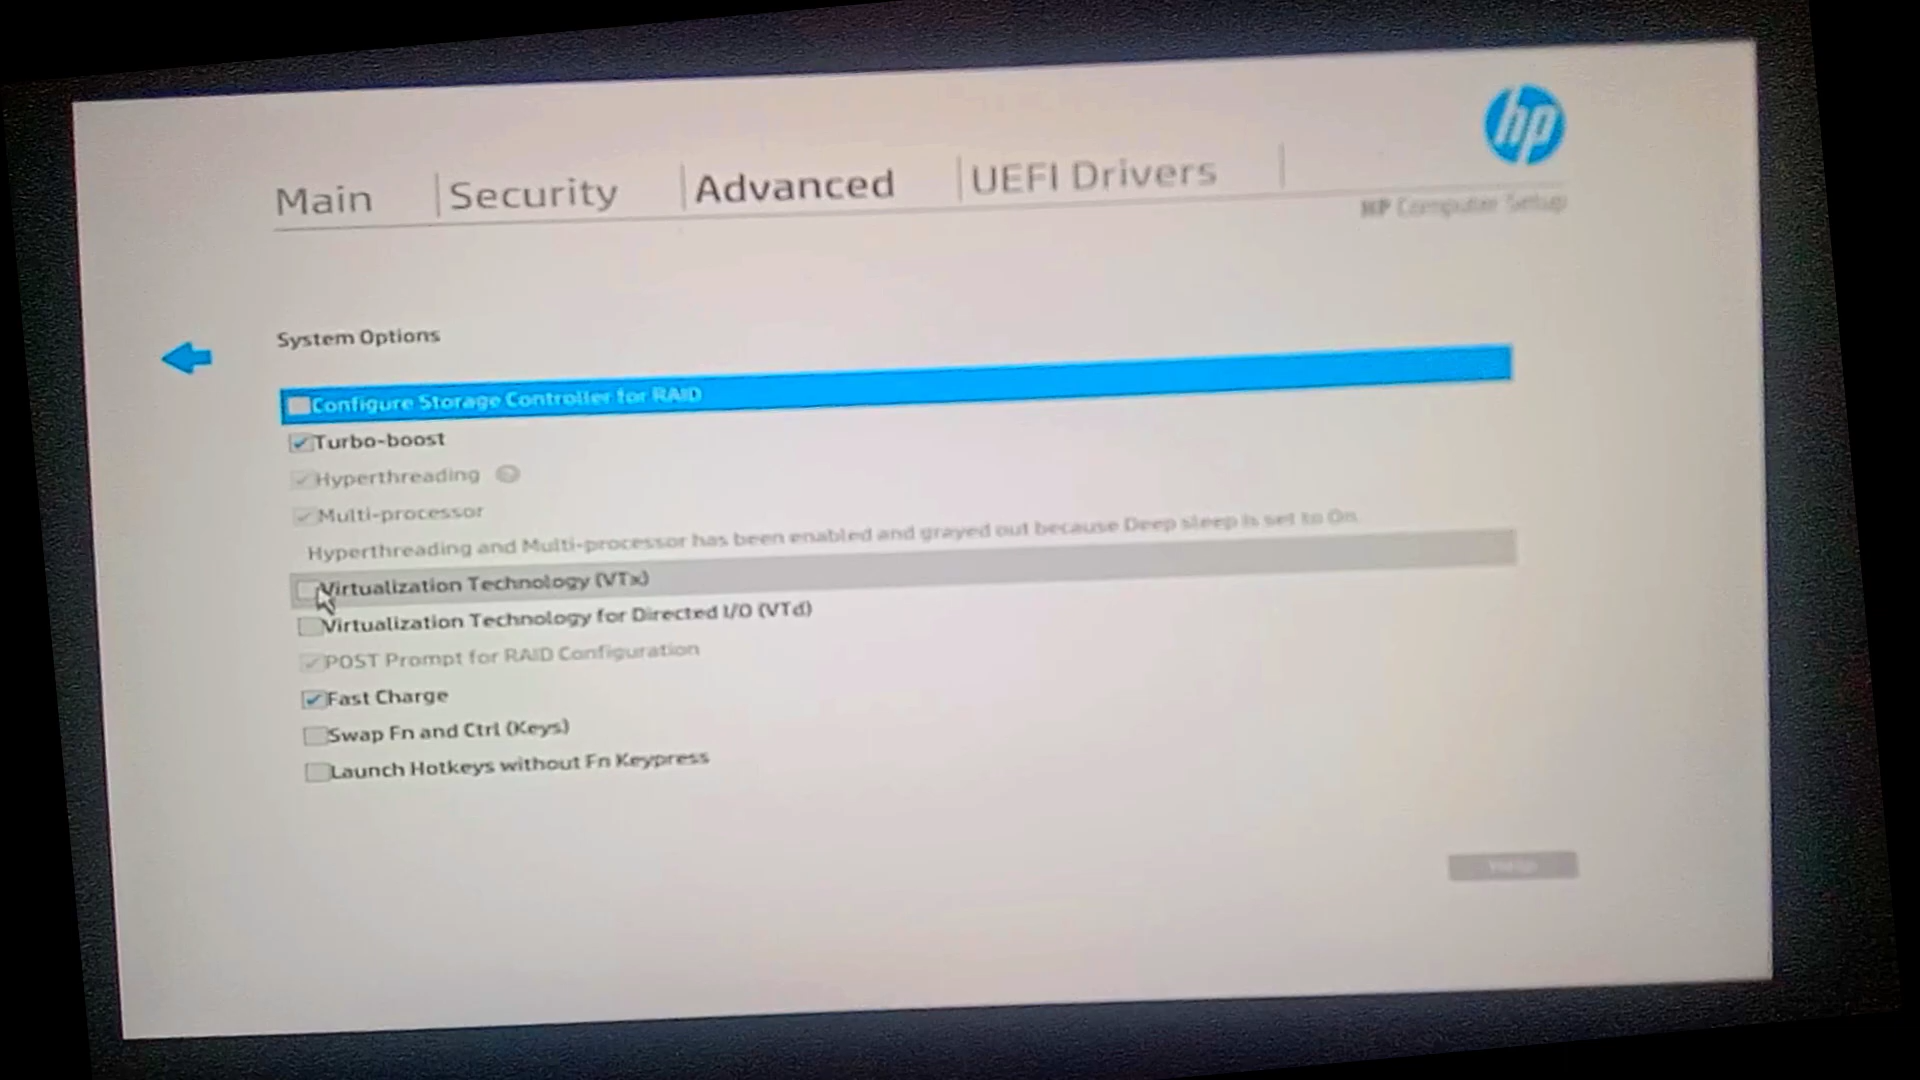 hp
Main Security Advanced UEFI Drivers
HP Computer Setup
System Options
Configure Storage Controller for RAID
Turbo-boost
Hyperthreading
Multi-processor
Hyperthreading and Multi-processor has been enabled and grayed out because Deep sleep is set to On.
Virtualization Technology (VTx)
Virtualization Technology for Directed I/O (VTd)
POST Prompt for RAID Configuration
Fast Charge
Swap Fn and Ctrl (Keys)
Launch Hotkeys without Fn Keypress
Help